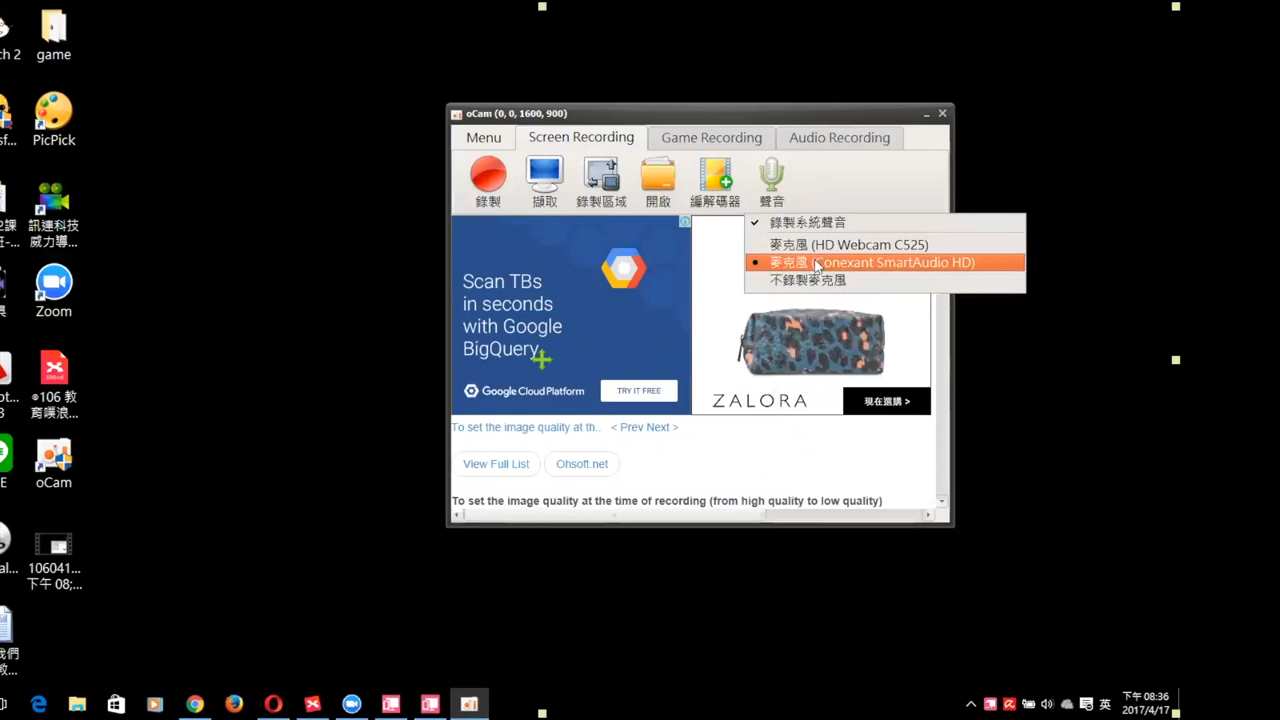 ch 2
game
PicPick
sf...
2課
班-...
訊連科技
威力導...
桌
Zoom
pt...
3
⊙106 教
育噗浪...
E
oCam
al...
106041...
下午 08;...
我們
敎...
oCam (0, 0, 1600, 900)
Menu
Screen Recording
Game Recording
Audio Recording
錄製
擷取
錄製區域
開啟
編解碼器
聲音
錄製系統聲音
麥克風 (HD Webcam C525)
麥克風 (Conexant SmartAudio HD)
不錄製麥克風
Scan TBs
in seconds
with Google
BigQuery
Google Cloud Platform
TRY IT FREE
ZALORA
現在選購 >
To set the image quality at th..
< Prev Next >
View Full List
Ohsoft.net
To set the image quality at the time of recording (from high quality to low quality)
英
下午 08:36
2017/4/17